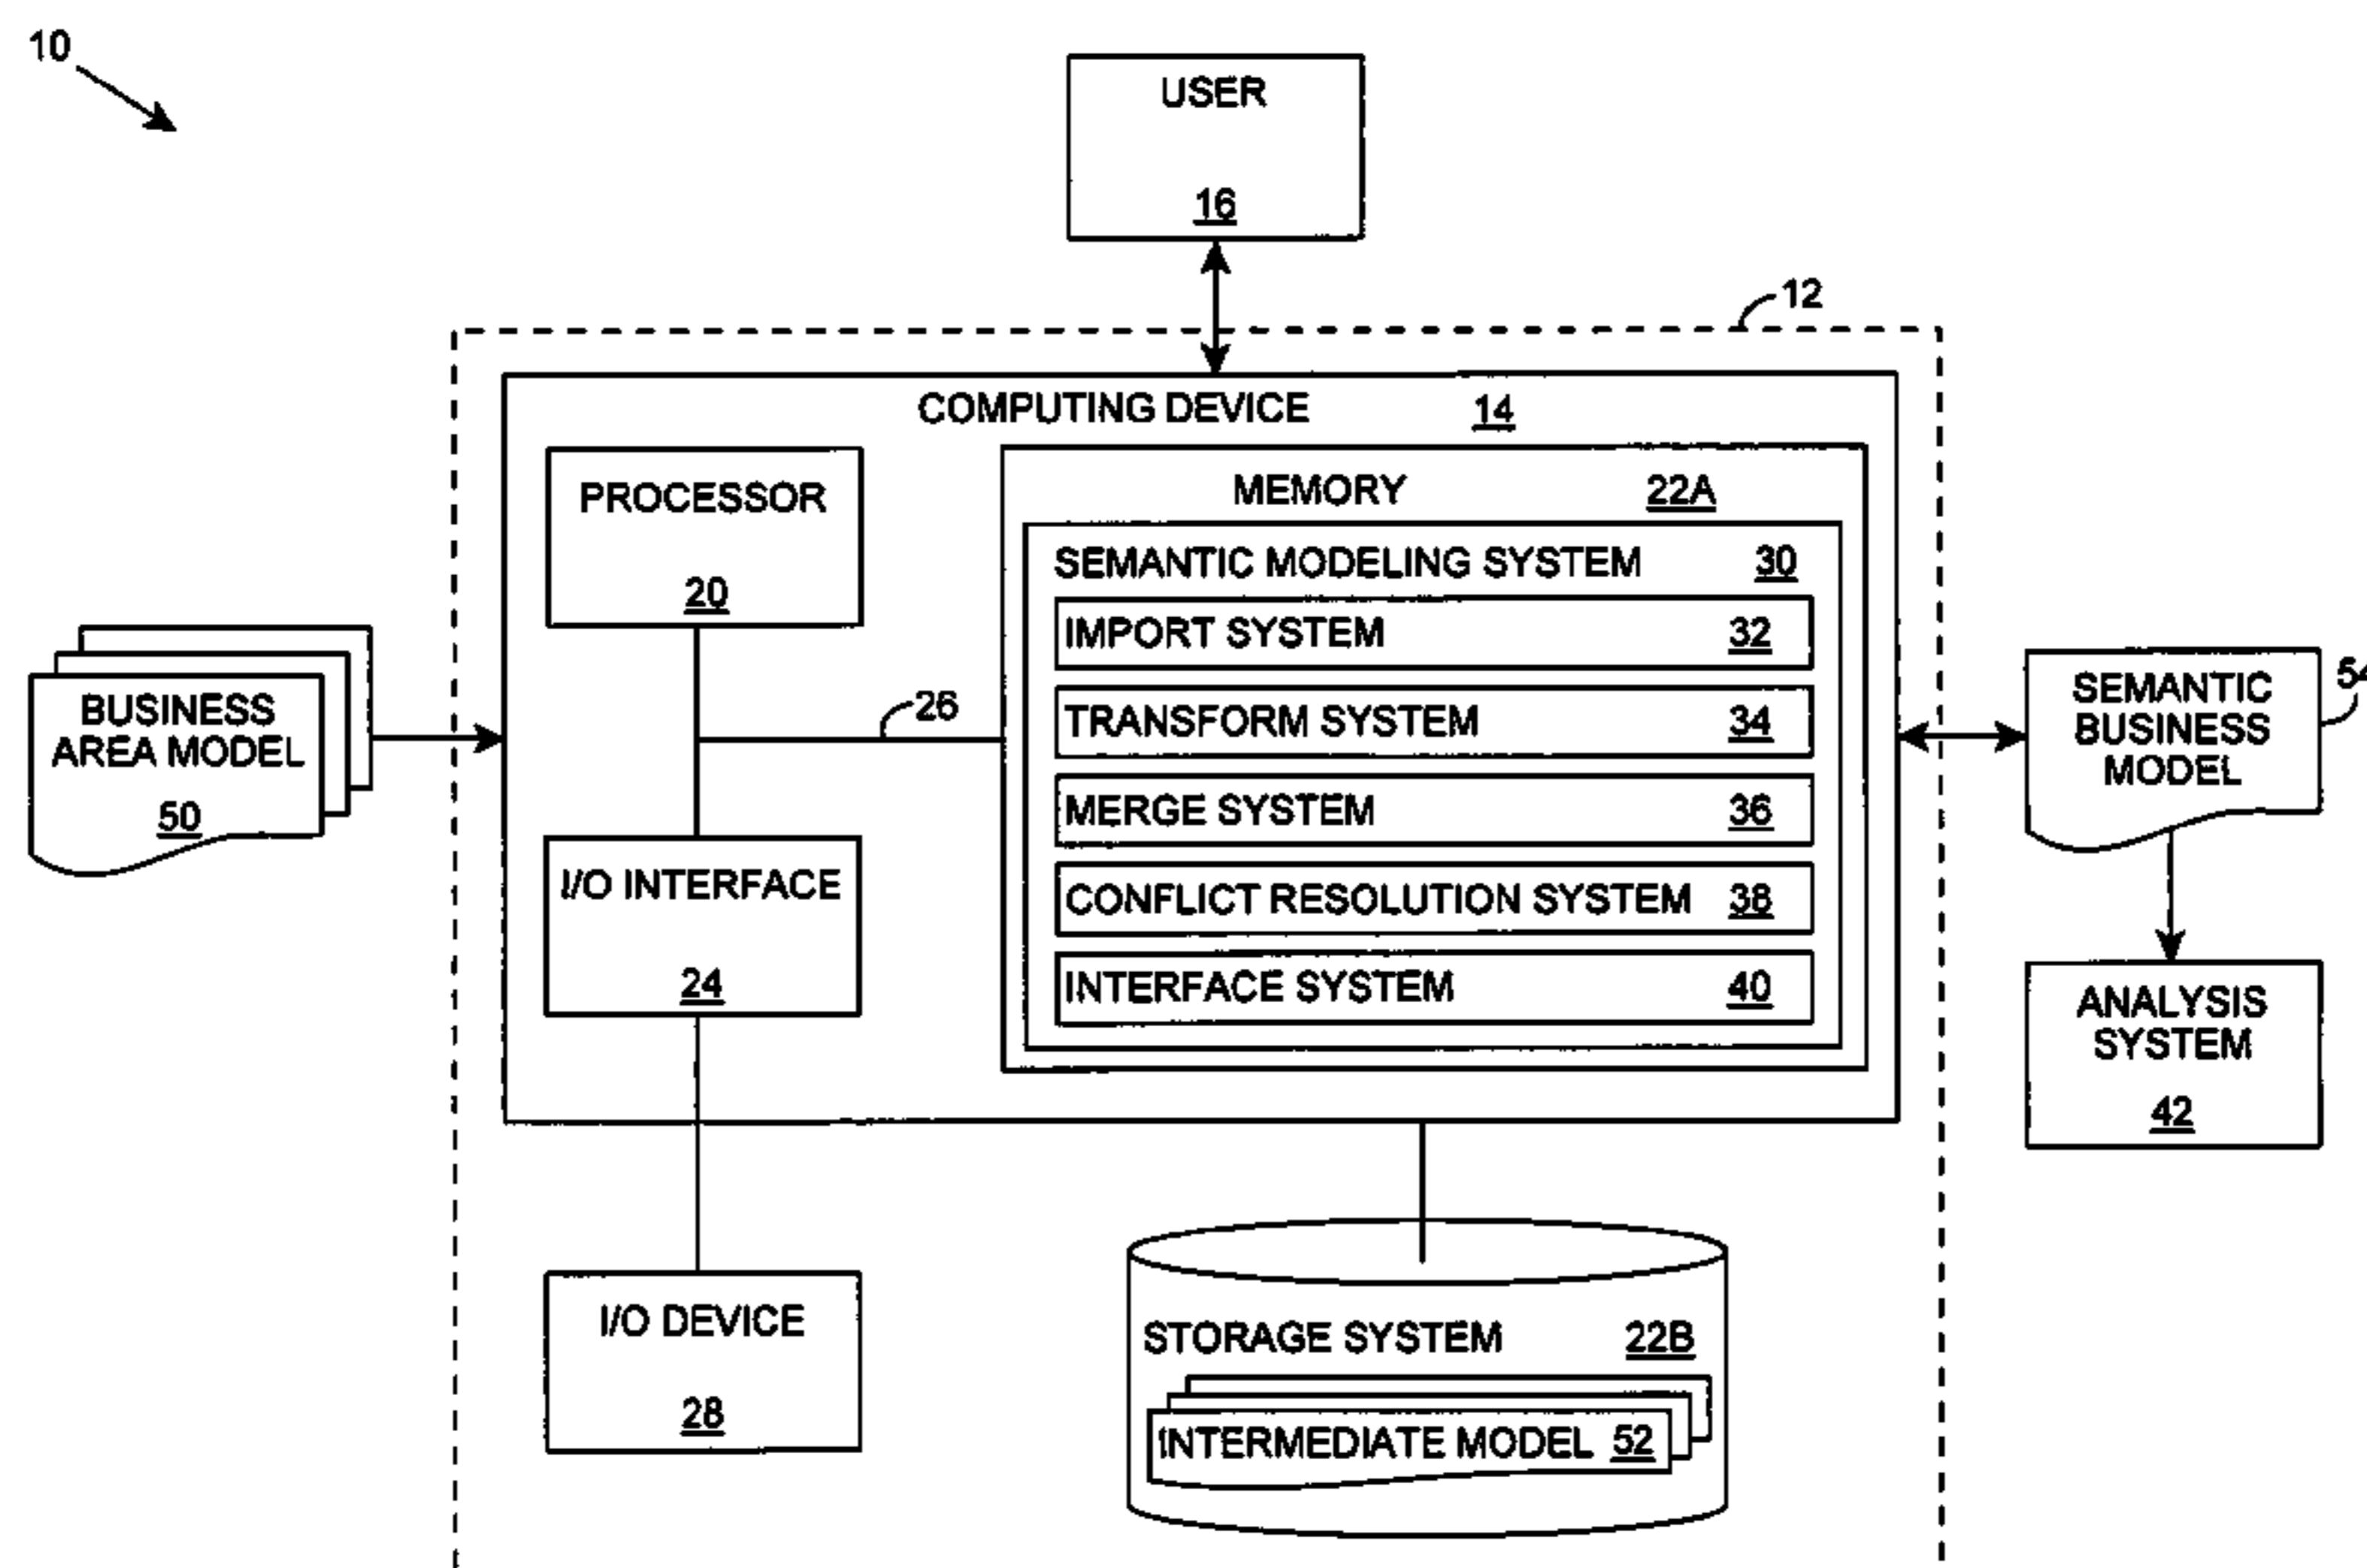 10
USER
16
12
COMPUTING DEVICE 14
PROCESSOR
20
MEMORY 22A
SEMANTIC MODELING SYSTEM 30
IMPORT SYSTEM 32
TRANSFORM SYSTEM 34
MERGE SYSTEM 36
CONFLICT RESOLUTION SYSTEM 38
INTERFACE SYSTEM 40
26
I/O INTERFACE
24
BUSINESS
AREA MODEL
50
SEMANTIC
BUSINESS
MODEL
54
ANALYSIS
SYSTEM
42
I/O DEVICE
28
STORAGE SYSTEM 22B
INTERMEDIATE MODEL 52